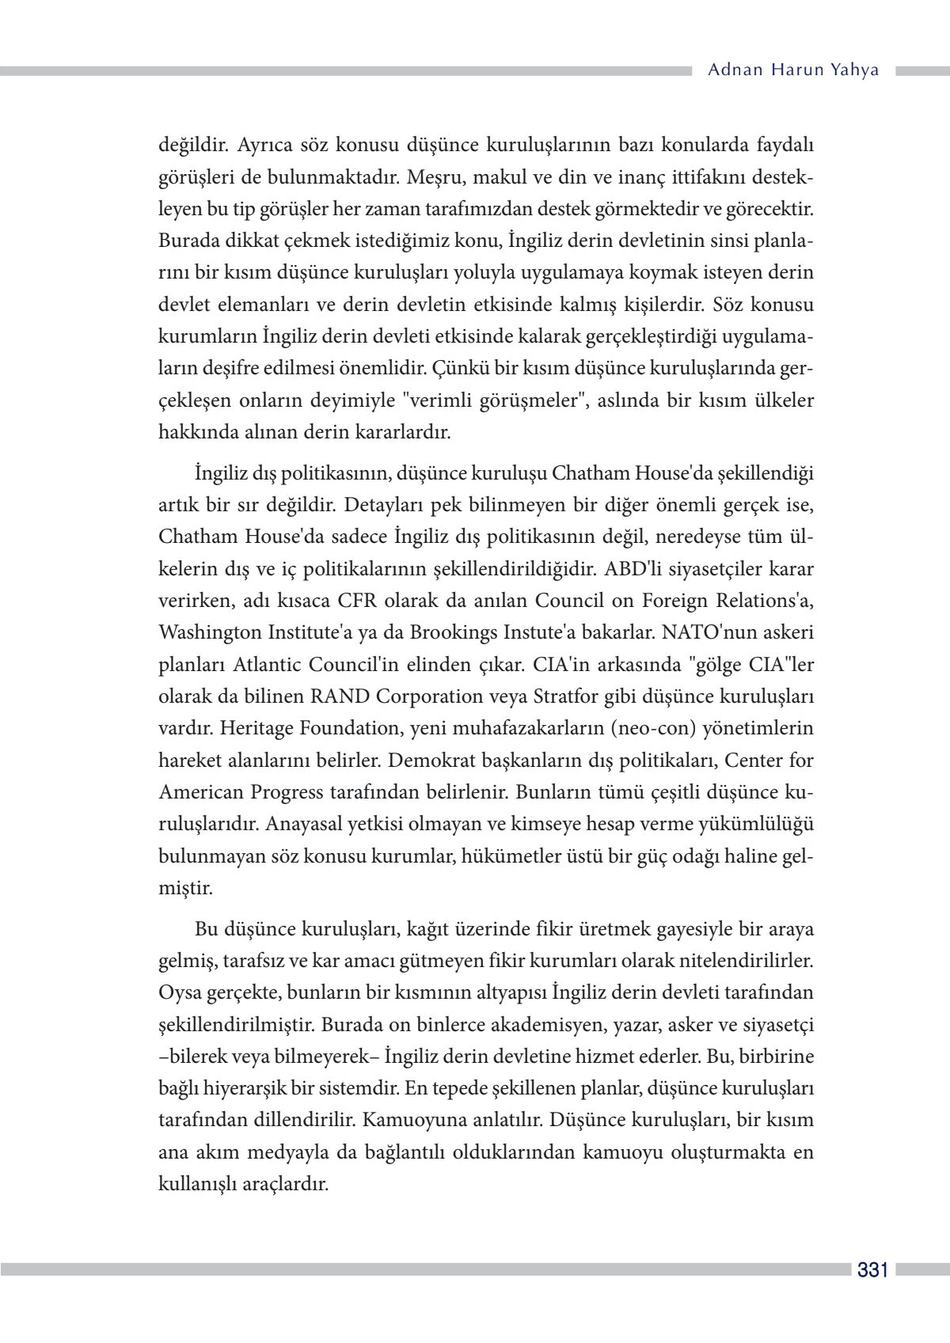 Adnan Harun Yahya
değildir. Ayrıca söz konusu düşünce kuruluşlarının bazı konularda faydalı
görüşleri de bulunmaktadır. Meşru, makul ve din ve inanç ittifakını destek-
leyen bu tip görüşler her zaman tarafımızdan destek görmektedir ve görecektir.
Burada dikkat çekmek istediğimiz konu, İngiliz derin devletinin sinsi planla-
rını bir kısım düşünce kuruluşları yoluyla uygulamaya koymak isteyen derin
devlet elemanları ve derin devletin etkisinde kalmış kişilerdir. Söz konusu
kurumların İngiliz derin devleti etkisinde kalarak gerçekleştirdiği uygulama-
ların deşifre edilmesi önemlidir. Çünkü bir kısım düşünce kuruluşlarında ger-
çekleşen onların deyimiyle "verimli görüşmeler", aslında bir kısım ülkeler
hakkında alınan derin kararlardır.
İngiliz dış politikasının, düşünce kuruluşu Chatham House'da şekillendiği
artık bir sır değildir. Detayları pek bilinmeyen bir diğer önemli gerçek ise,
Chatham House'da sadece İngiliz dış politikasının değil, neredeyse tüm ül-
kelerin dış ve iç politikalarının şekillendirildiğidir. ABD'li siyasetçiler karar
verirken, adı kısaca CFR olarak da anılan Council on Foreign Relations'a,
Washington Institute'a ya da Brookings Instute'a bakarlar. NATO'nun askeri
planları Atlantic Council'in elinden çıkar. CIA'in arkasında "gölge CIA"ler
olarak da bilinen RAND Corporation veya Stratfor gibi düşünce kuruluşları
vardır. Heritage Foundation, yeni muhafazakarların (neo-con) yönetimlerin
hareket alanlarını belirler. Demokrat başkanların dış politikaları, Center for
American Progress tarafından belirlenir. Bunların tümü çeşitli düşünce ku-
ruluşlarıdır. Anayasal yetkisi olmayan ve kimseye hesap verme yükümlülüğü
bulunmayan söz konusu kurumlar, hükümetler üstü bir güç odağı haline gel-
miştir.
Bu düşünce kuruluşları, kağıt üzerinde fikir üretmek gayesiyle bir araya
gelmiş, tarafsız ve kar amacı gütmeyen fikir kurumları olarak nitelendirilirler.
Oysa gerçekte, bunların bir kısmının altyapısı İngiliz derin devleti tarafından
şekillendirilmiştir. Burada on binlerce akademisyen, yazar, asker ve siyasetçi
–bilerek veya bilmeyerek– İngiliz derin devletine hizmet ederler. Bu, birbirine
bağlı hiyerarşik bir sistemdir. En tepede şekillenen planlar, düşünce kuruluşları
tarafından dillendirilir. Kamuoyuna anlatılır. Düşünce kuruluşları, bir kısım
ana akım medyayla da bağlantılı olduklarından kamuoyu oluşturmakta en
kullanışlı araçlardır.
331